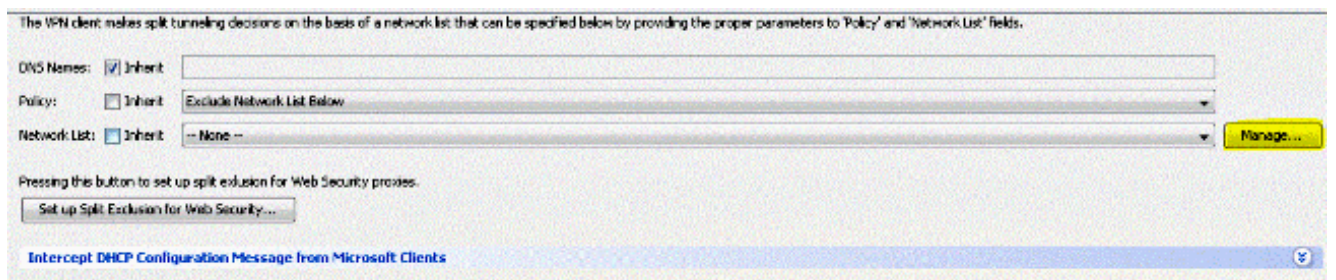 The VPN client makes split tunneling decisions on the basis of a network list that can be specified below by providing the proper parameters to 'Policy' and 'Network List' fields.
DNS Names: Inherit
Policy: Inherit Exclude Network List Below
Network List: Inherit -- None -- Manage...
Pressing this button to set up split exlusion for Web Security proxies.
Set up Split Exclusion for Web Security...
Intercept DHCP Configuration Message from Microsoft Clients